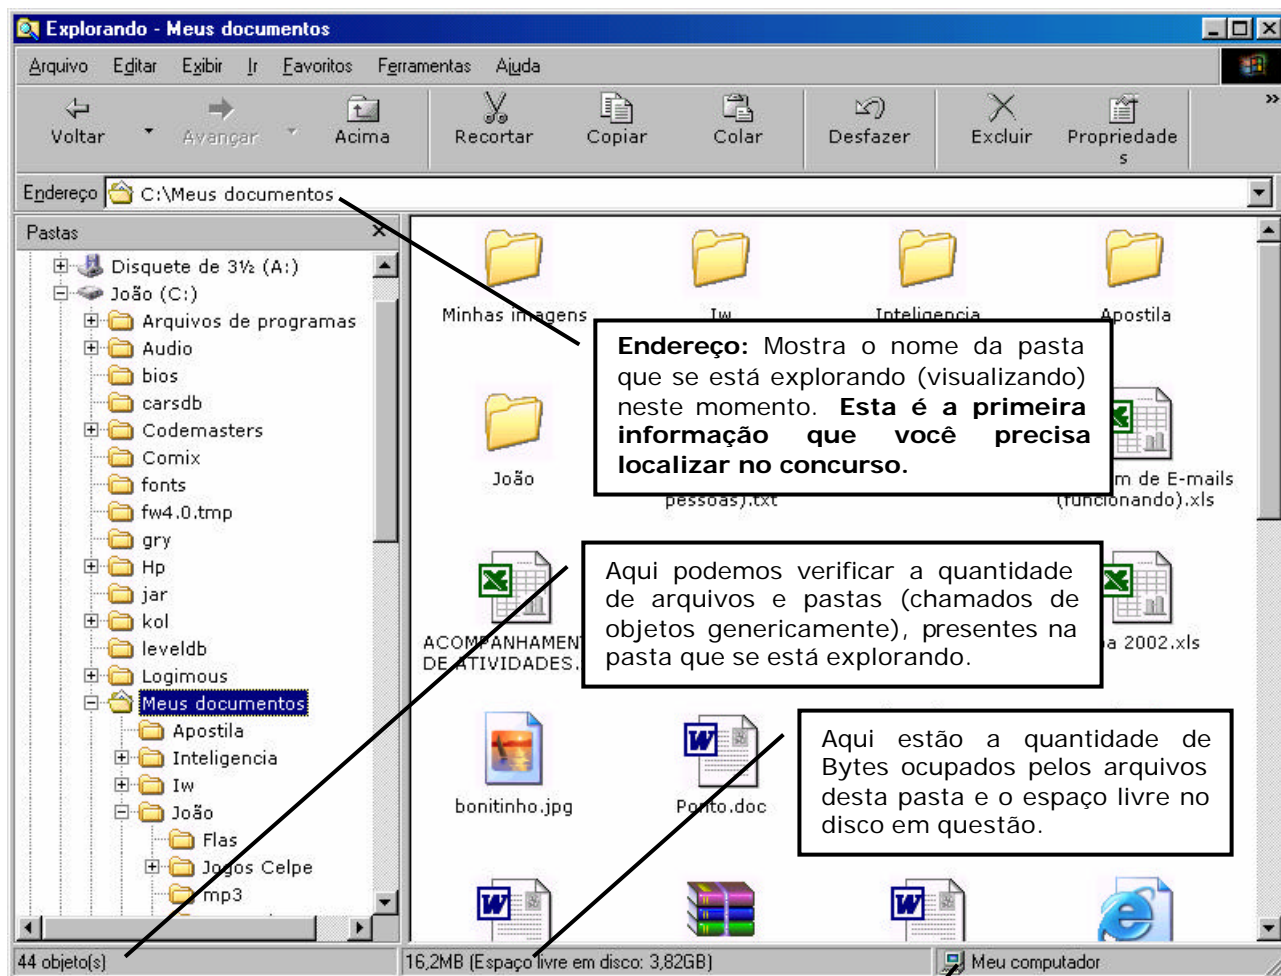 Explorando - Meus documentos
Arquivo Editar Exibir Ir Favoritos Ferramentas Ajuda
Voltar Avançar Acima Recortar Copiar Colar Desfazer Excluir Propriedade
s
»
Endereço C:\Meus documentos
Pastas
Disquete de 3½ (A:)
João (C:)
Arquivos de programas
Audio
bios
carsdb
Codemasters
Comix
fonts
fw4.0.tmp
gry
Hp
jar
kol
leveldb
Logimous
Meus documentos
Apostila
Inteligencia
Iw
João
Flas
Jogos Celpe
mp3
Minhas imagens Iw Inteligencia Apostila
Endereço: Mostra o nome da pasta
que se está explorando (visualizando)
neste momento. Esta é a primeira
informação que você precisa
localizar no concurso.
João
pessoas).txt
m de E-mails
(funcionando).xls
Aqui podemos verificar a quantidade
de arquivos e pastas (chamados de
objetos genericamente), presentes na
pasta que se está explorando.
ACOMPANHAMEN
DE ATIVIDADES.
a 2002.xls
Aqui estão a quantidade de
Bytes ocupados pelos arquivos
desta pasta e o espaço livre no
disco em questão.
bonitinho.jpg Ponto.doc
44 objeto(s) 16,2MB (Espaço livre em disco: 3,82GB) Meu computador